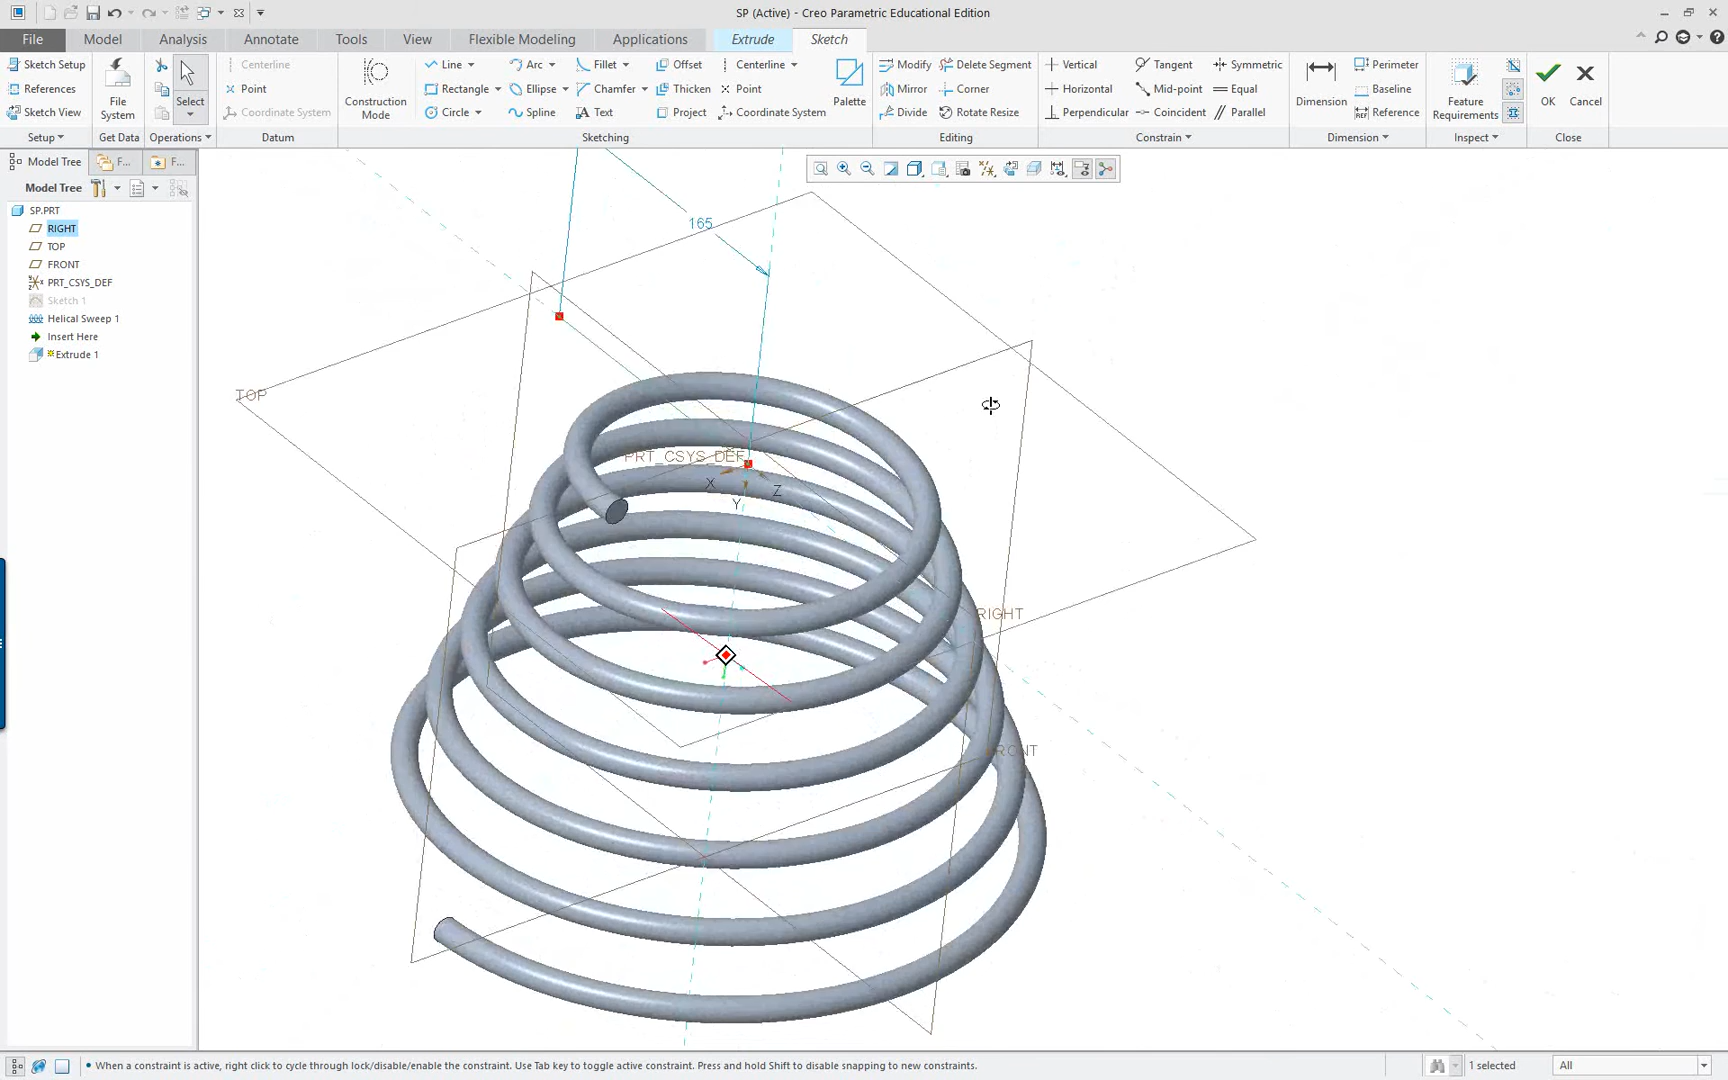 SP (Active) - Creo Parametric Educational Edition
File Model Analysis Annotate Tools View Flexible Modeling Applications Extrude Sketch
Sketch Setup
References
Sketch View
Setup
File System
Get Data
Select
Operations
Centerline
Point
Coordinate System
Datum
Construction Mode
Line Arc Fillet Offset Centerline
Rectangle Ellipse Chamfer Thicken Point
Circle Spline Text Project Coordinate System
Palette
Sketching
Modify Delete Segment
Mirror Corner
Divide Rotate Resize
Editing
Vertical Tangent Symmetric
Horizontal Mid-point Equal
Perpendicular Coincident Parallel
Constrain
Dimension
Perimeter
Baseline
Reference
Dimension
Feature Requirements
Inspect
OK
Cancel
Close
Model Tree F... F...
Model Tree
SP.PRT
RIGHT
TOP
FRONT
PRT_CSYS_DEF
Sketch 1
Helical Sweep 1
Insert Here
Extrude 1
165
TOP
PRT_CSYS_DEF
X
Z
Y
RIGHT
FRONT
When a constraint is active, right click to cycle through lock/disable/enable the constraint. Use Tab key to toggle active constraint. Press and hold Shift to disable snapping to new constraints.
1 selected
All